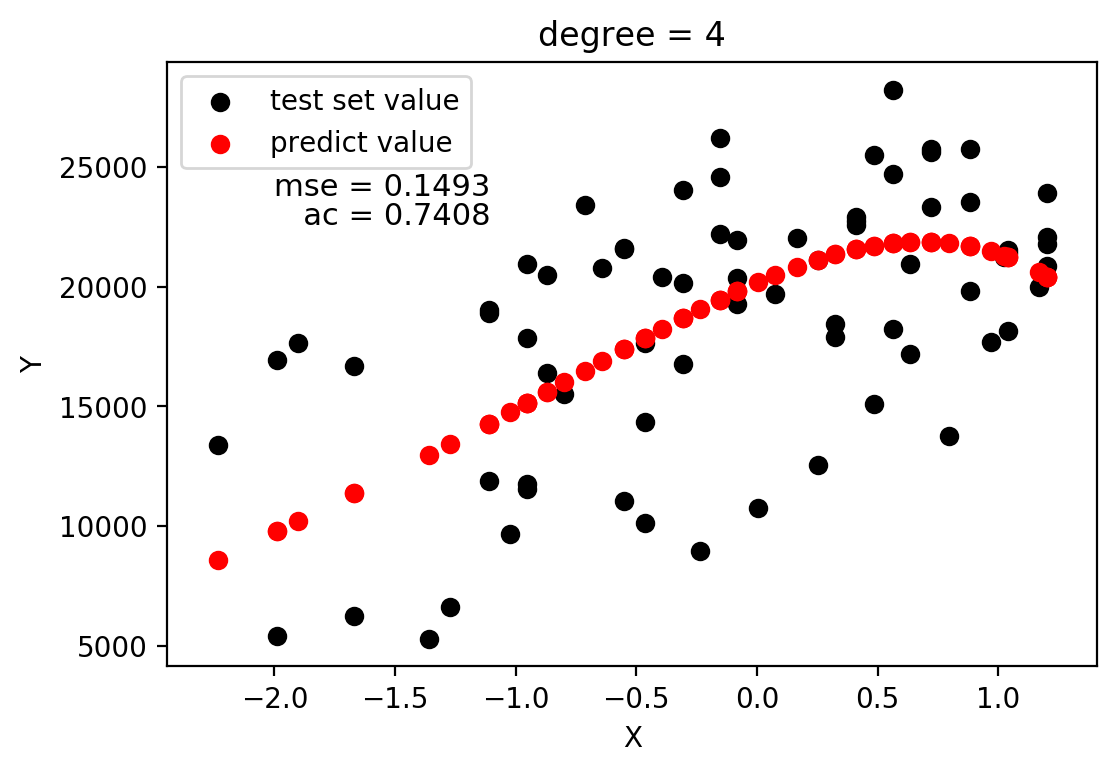 degree = 4
test set value
predict value
mse = 0.1493
ac = 0.7408
25000
20000
15000
10000
5000
Y
−2.0 −1.5 −1.0 −0.5 0.0 0.5 1.0
X